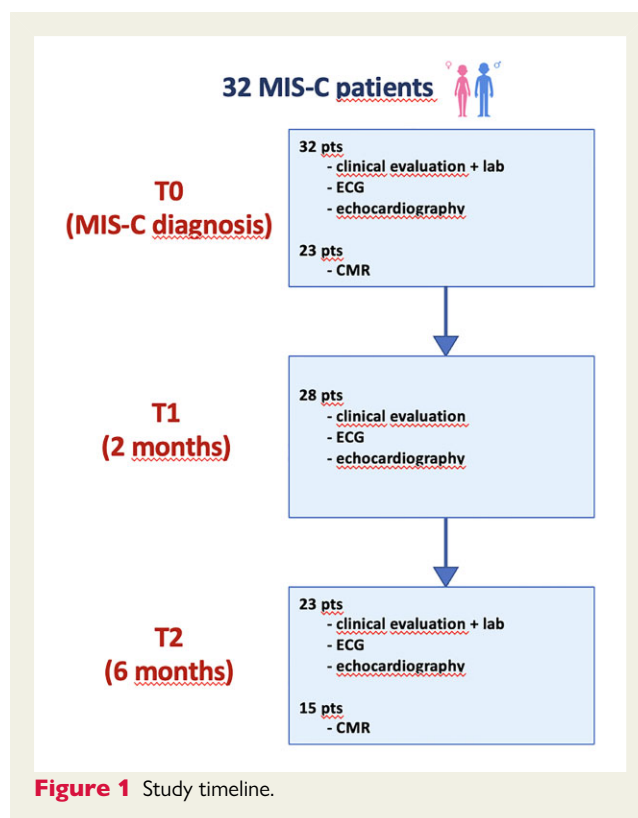 32 MIS-C patients
T0
(MIS-C diagnosis)
32 pts
- clinical evaluation + lab
- ECG
- echocardiography
23 pts
- CMR
T1
(2 months)
28 pts
- clinical evaluation
- ECG
- echocardiography
T2
(6 months)
23 pts
- clinical evaluation + lab
- ECG
- echocardiography
15 pts
- CMR
Figure 1 Study timeline.